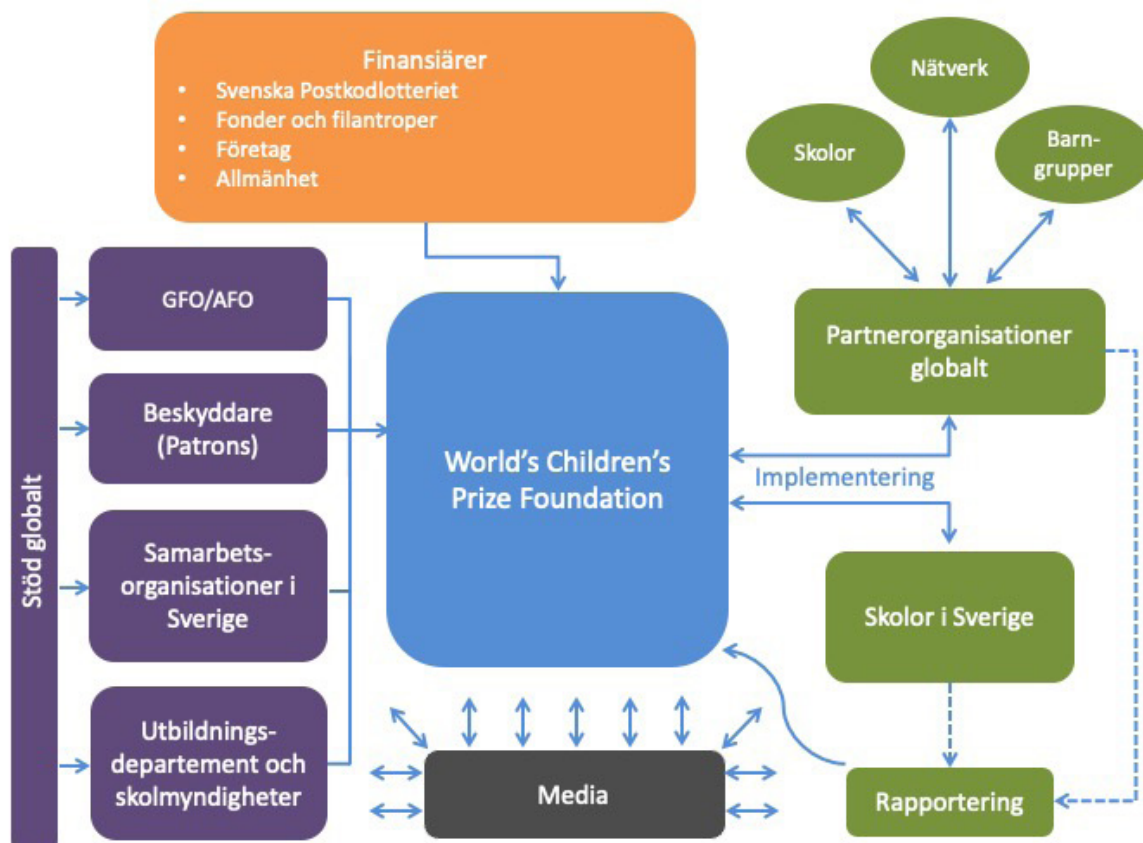 Finansiärer
• Svenska Postkodlotteriet
• Fonder och filantroper
• Företag
• Allmänhet
Nätverk
Skolor
Barn-
grupper
Stöd globalt
GFO/AFO
Beskyddare
(Patrons)
Samarbets-
organisationer i
Sverige
Utbildnings-
departement och
skolmyndigheter
World's Children's
Prize Foundation
Partnerorganisationer
globalt
Implementering
Skolor i Sverige
Rapportering
Media